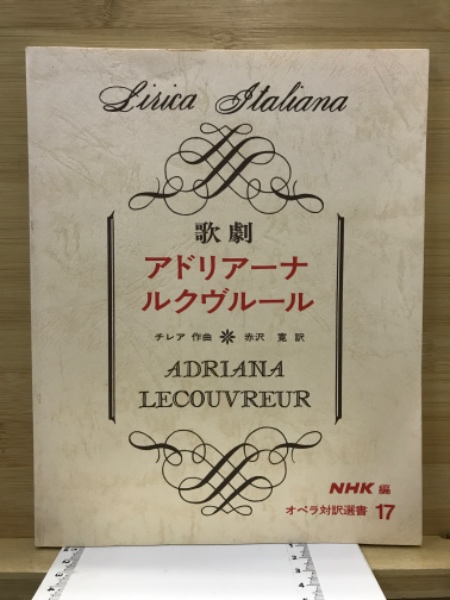 Lirica Italiana
歌劇
アドリアーナ
ルクヴルール
チレア 作曲 ❋ 赤沢 寛 訳
ADRIANA
LECOUVREUR
NHK 編
オペラ対訳選書 17